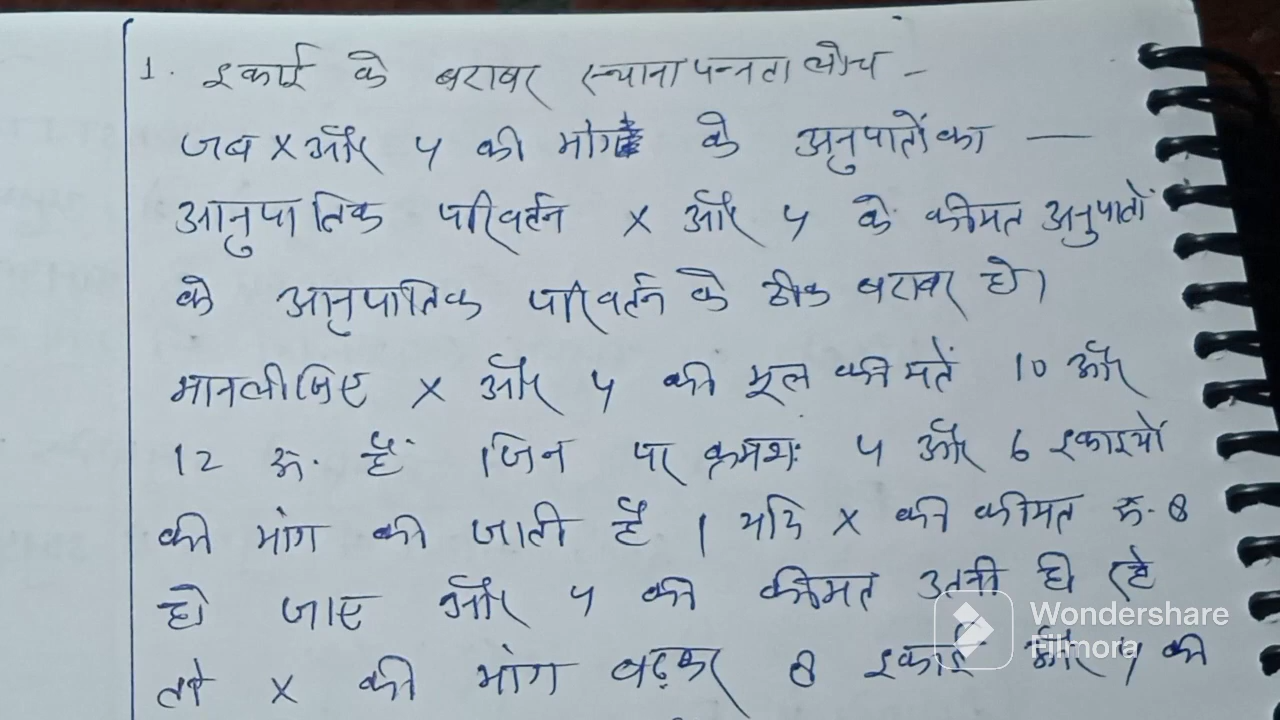 1. इकाई के बराबर स्थानापन्नता लोच –
जब X और Y की मांग के अनुपातों का —
आनुपातिक परिवर्तन X और Y के कीमत अनुपातों
के आनुपातिक परिवर्तन के ठीक बराबर हो।
मान लीजिए X और Y की मूल कीमतें 10 और
12 रू. हैं जिन पर क्रमशः 4 और 6 इकाइयों
की मांग की जाती है । यदि X की कीमत रू. 8
हो जाए और Y की कीमत उतनी ही रहे
तो X की मांग बढ़कर 8 इकाई और Y की
Wondershare
Filmora